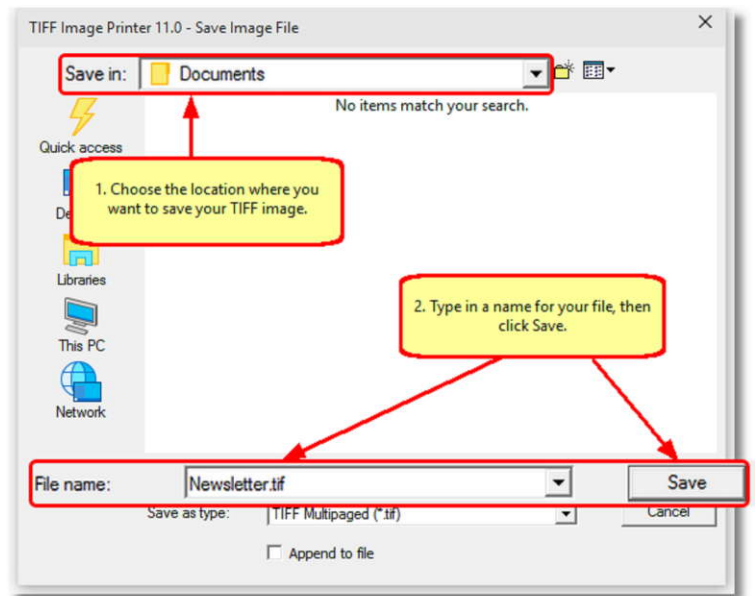 TIFF Image Printer 11.0 - Save Image File
Save in: Documents
No items match your search.
Quick access
1. Choose the location where you
want to save your TIFF image.
De
Libraries
2. Type in a name for your file, then
click Save.
This PC
Network
File name: Newsletter.tif Save
Save as type: TIFF Multipaged (*.tif) Cancel
Append to file